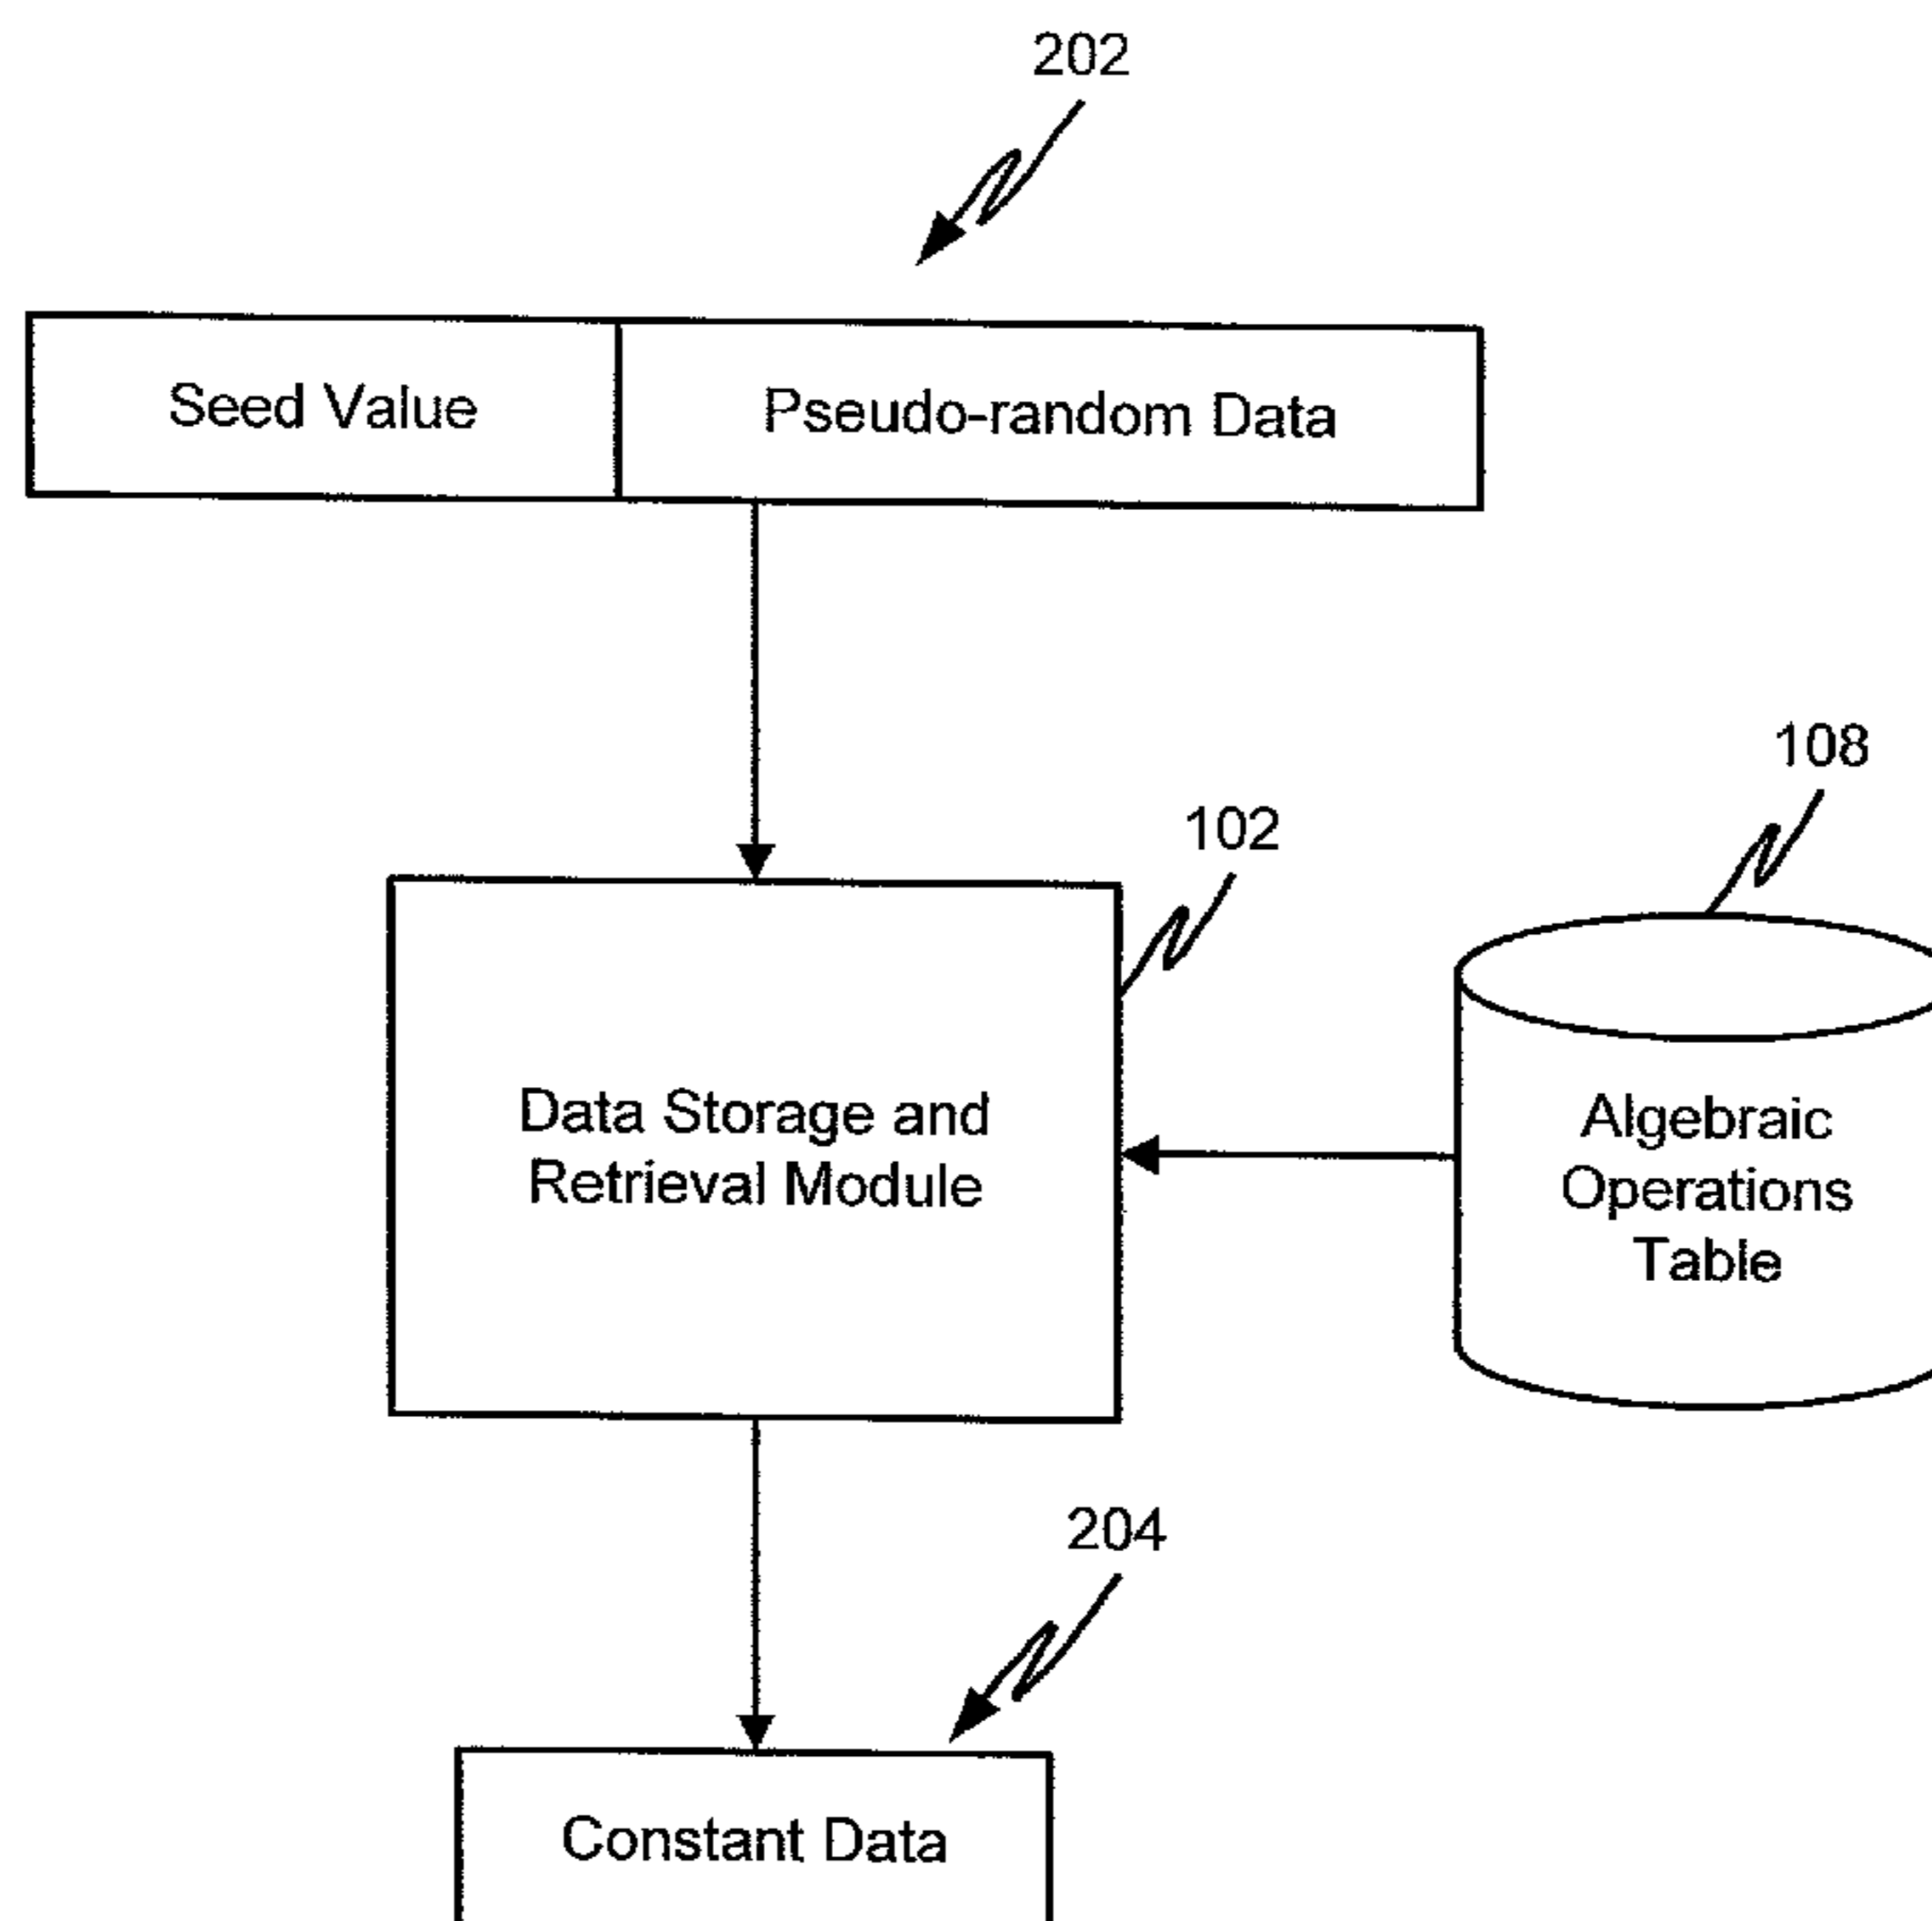 202
Seed Value
Pseudo-random Data
108
102
Data Storage and
Retrieval Module
Algebraic
Operations
Table
204
Constant Data